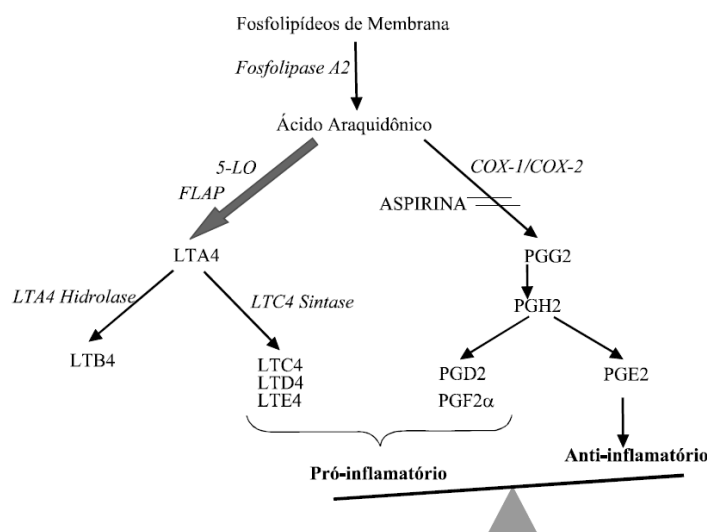 Fosfolipídeos de Membrana
Fosfolipase A2
Ácido Araquidônico
5-LO
FLAP
COX-1/COX-2
ASPIRINA
LTA4
PGG2
LTA4 Hidrolase
LTC4 Sintase
PGH2
LTB4
LTC4
LTD4
LTE4
PGD2
PGF2α
PGE2
Pró-inflamatório
Anti-inflamatório